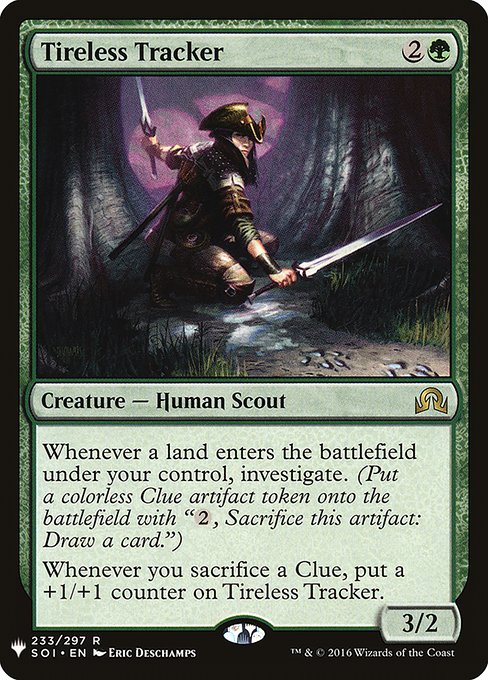 Tireless Tracker 2
Creature — Human Scout
Whenever a land enters the battlefield
under your control, investigate. (Put
a colorless Clue artifact token onto the
battlefield with “2, Sacrifice this artifact:
Draw a card.”)
Whenever you sacrifice a Clue, put a
+1/+1 counter on Tireless Tracker.
3/2
233/297 R
SOI • EN Eric Deschamps
™ & © 2016 Wizards of the Coast